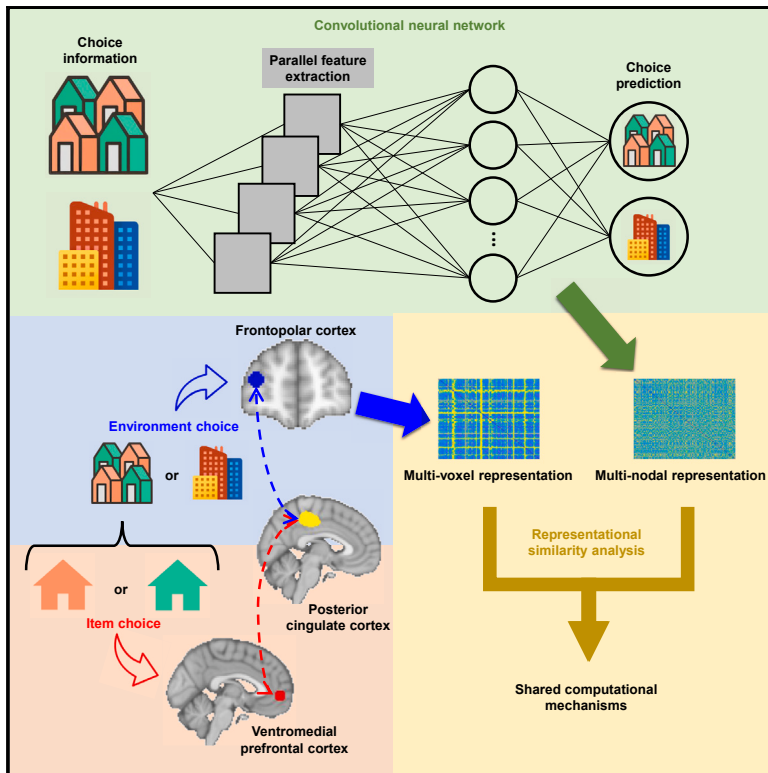 Convolutional neural network
Choice
information
Parallel feature
extraction
Choice
prediction
...
Frontopolar cortex
Environment choice
or
Multi-voxel representation
Multi-nodal representation
Representational
similarity analysis
or
Item choice
Posterior
cingulate cortex
Ventromedial
prefrontal cortex
Shared computational
mechanisms